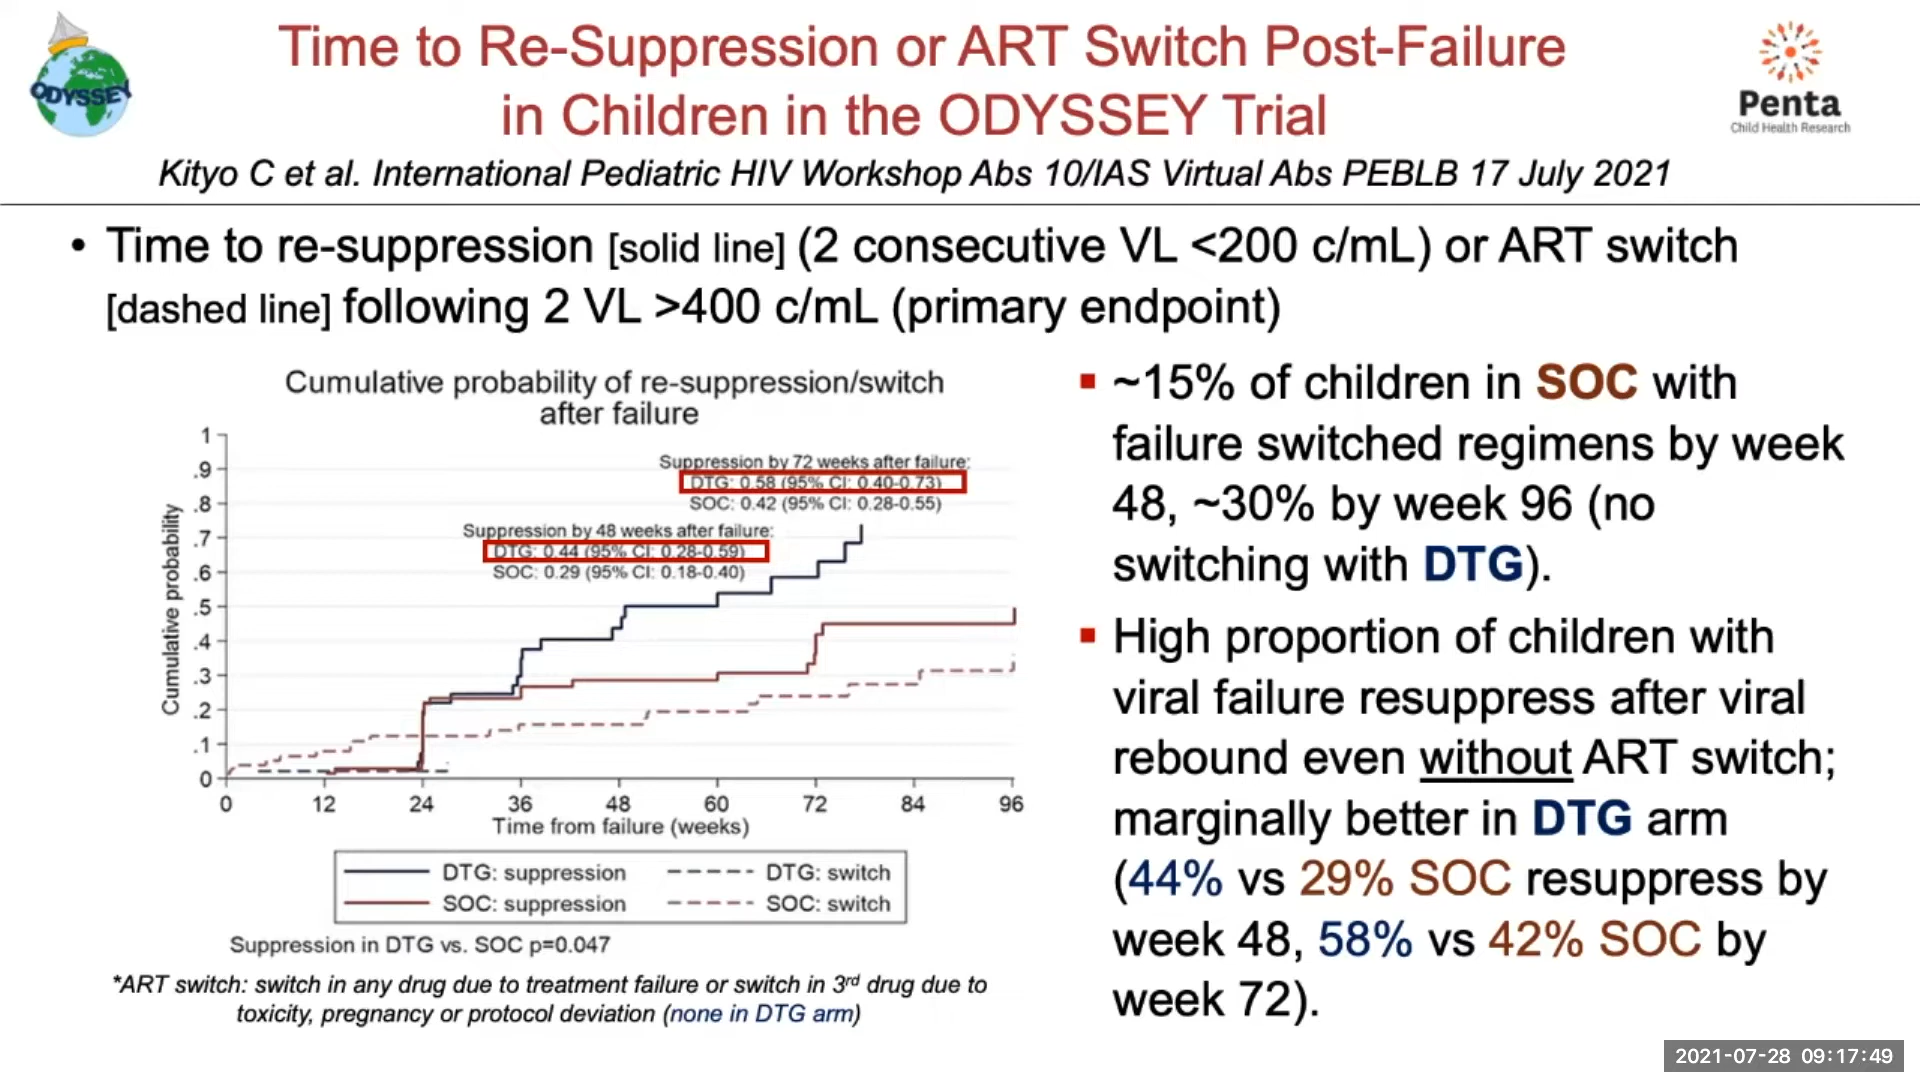 ODYSSEY
Time to Re-Suppression or ART Switch Post-Failure
in Children in the ODYSSEY Trial
Penta
Child Health Research
Kityo C et al. International Pediatric HIV Workshop Abs 10/IAS Virtual Abs PEBLB 17 July 2021
• Time to re-suppression [solid line] (2 consecutive VL <200 c/mL) or ART switch
[dashed line] following 2 VL >400 c/mL (primary endpoint)
Cumulative probability of re-suppression/switch
after failure
Cumulative probability
1
.9
.8
.7
.6
.5
.4
.3
.2
.1
0
Suppression by 72 weeks after failure:
DTG: 0.58 (95% CI: 0.40-0.73)
SOC: 0.42 (95% CI: 0.28-0.55)
Suppression by 48 weeks after failure:
DTG: 0.44 (95% CI: 0.28-0.59)
SOC: 0.29 (95% CI: 0.18-0.40)
0 12 24 36 48 60 72 84 96
Time from failure (weeks)
DTG: suppression DTG: switch
SOC: suppression SOC: switch
Suppression in DTG vs. SOC p=0.047
*ART switch: switch in any drug due to treatment failure or switch in 3rd drug due to
toxicity, pregnancy or protocol deviation (none in DTG arm)
~15% of children in SOC with
failure switched regimens by week
48, ~30% by week 96 (no
switching with DTG).
High proportion of children with
viral failure resuppress after viral
rebound even without ART switch;
marginally better in DTG arm
(44% vs 29% SOC resuppress by
week 48, 58% vs 42% SOC by
week 72).
2021-07-28 09:17:49